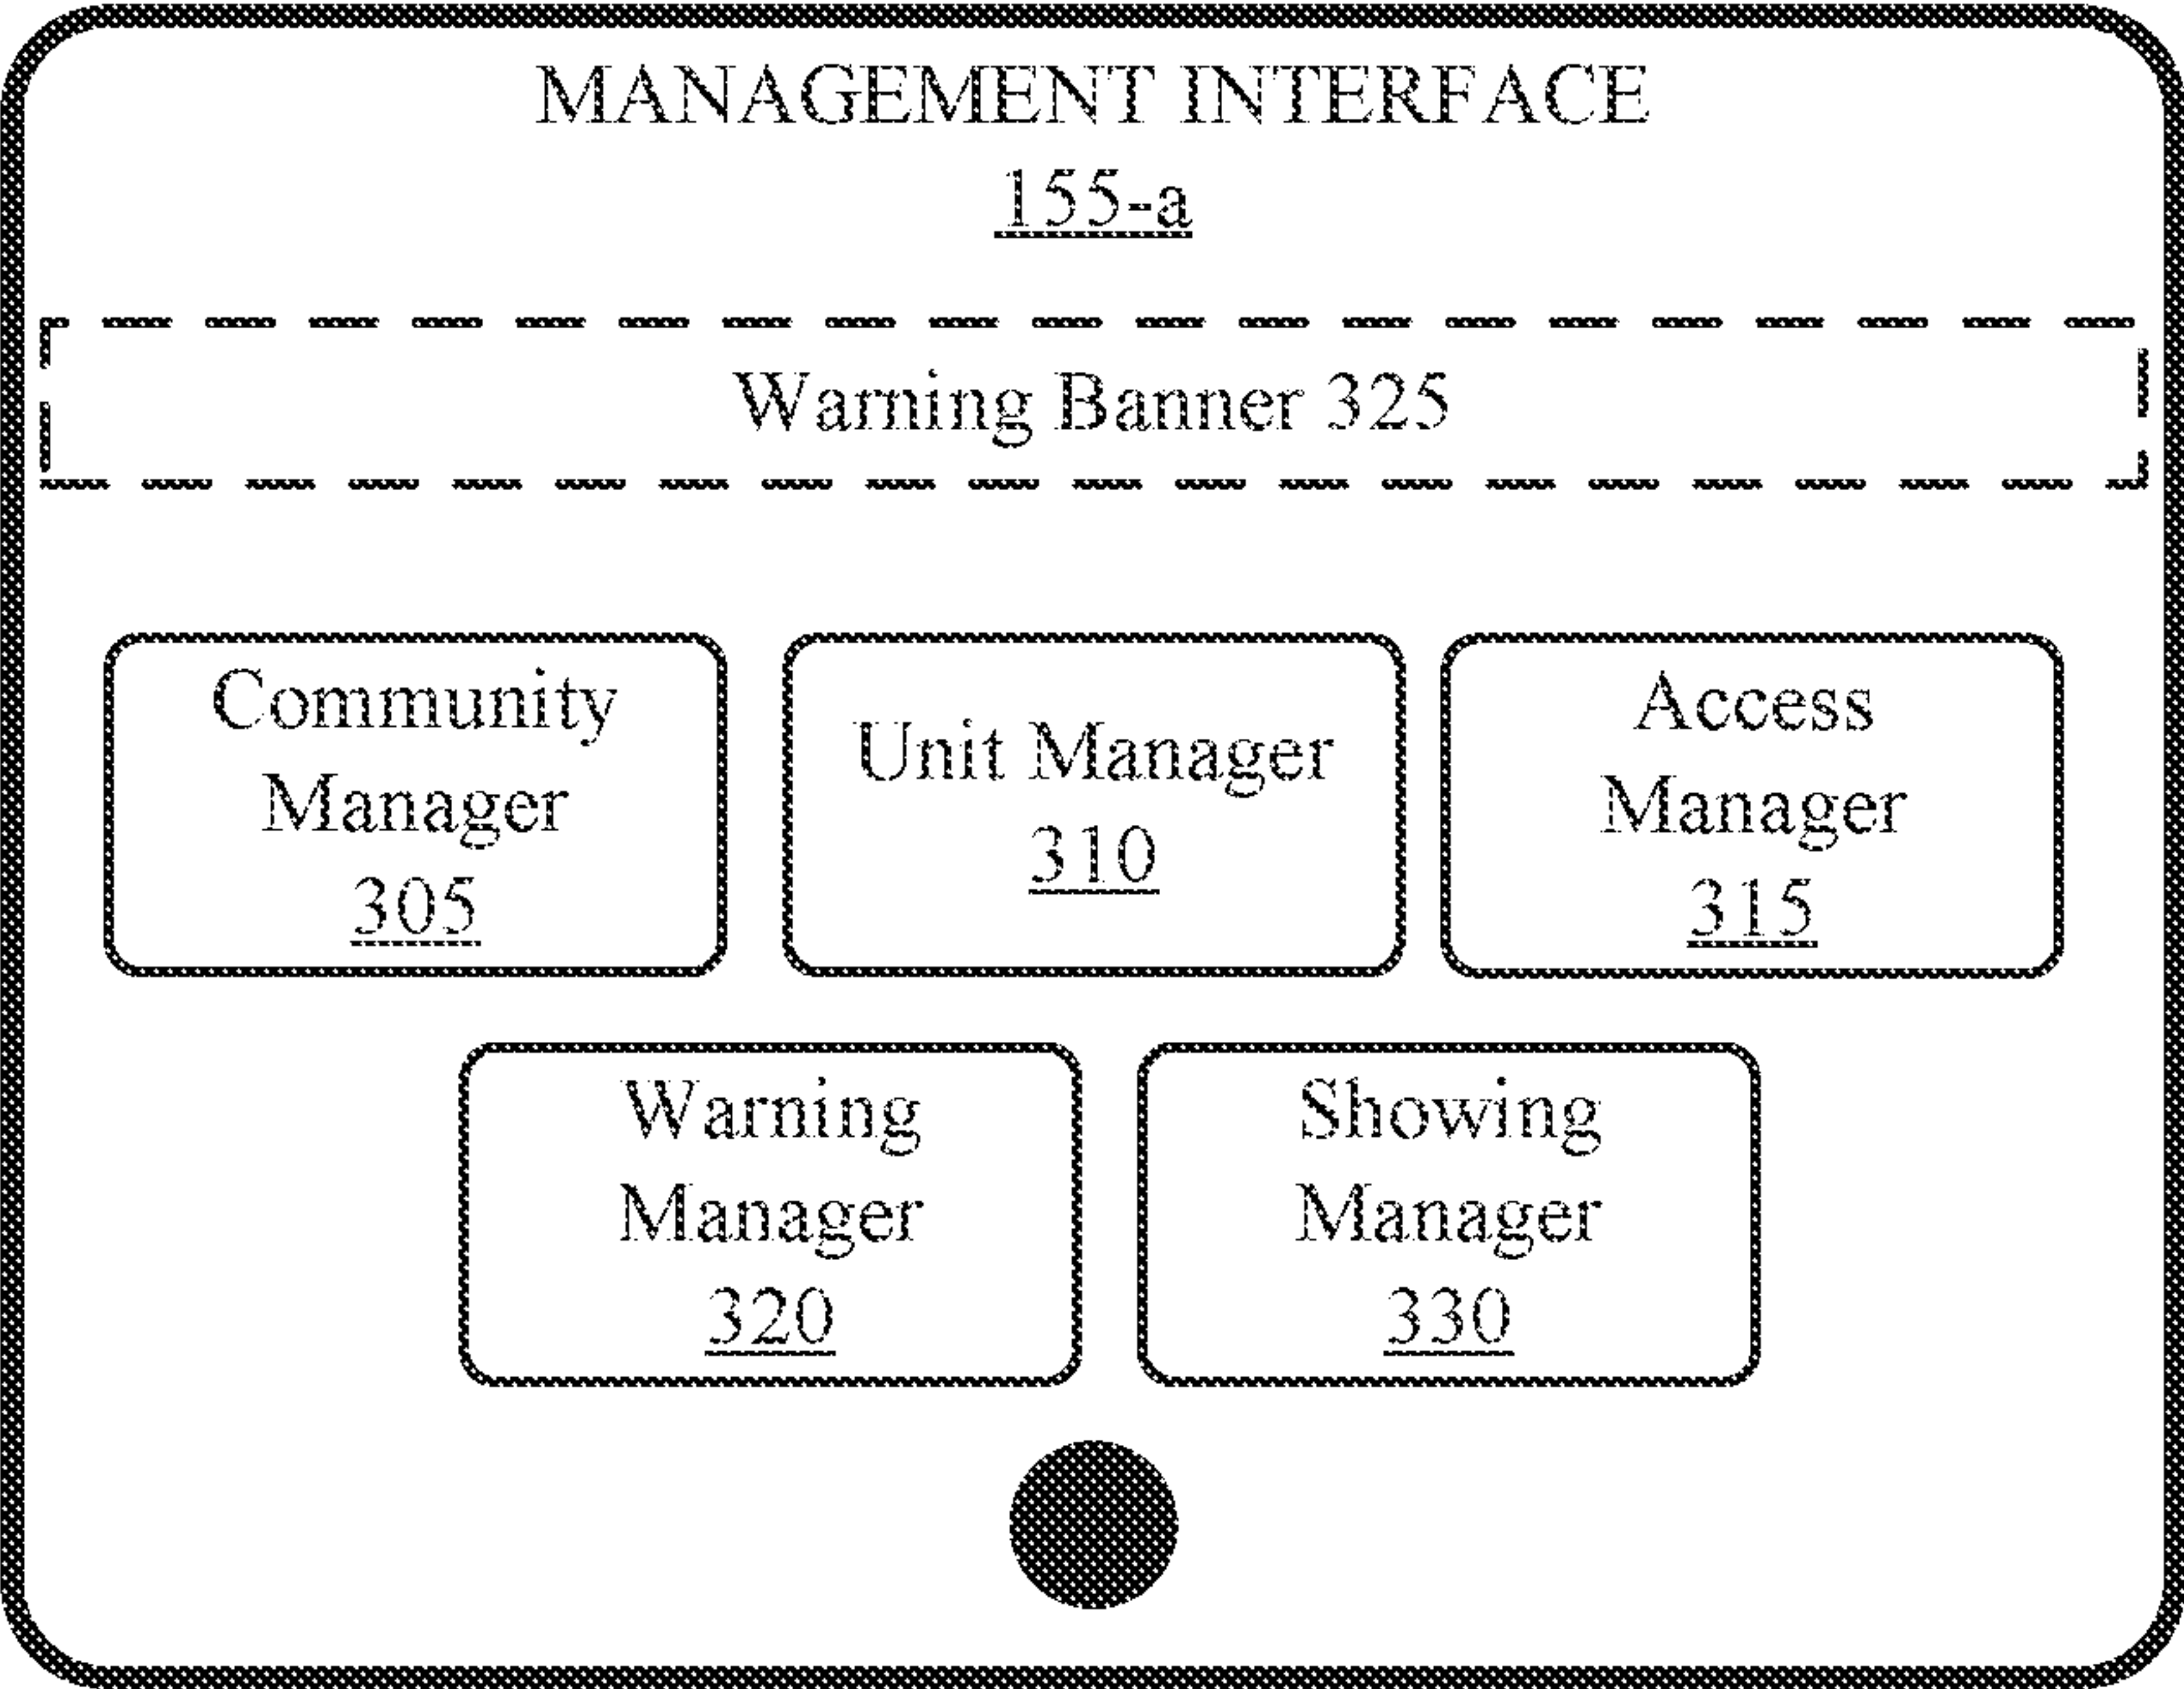 MANAGEMENT INTERFACE
155-a
Warning Banner 325
Community
Manager
305
Unit Manager
310
Access
Manager
315
Warning
Manager
320
Showing
Manager
330